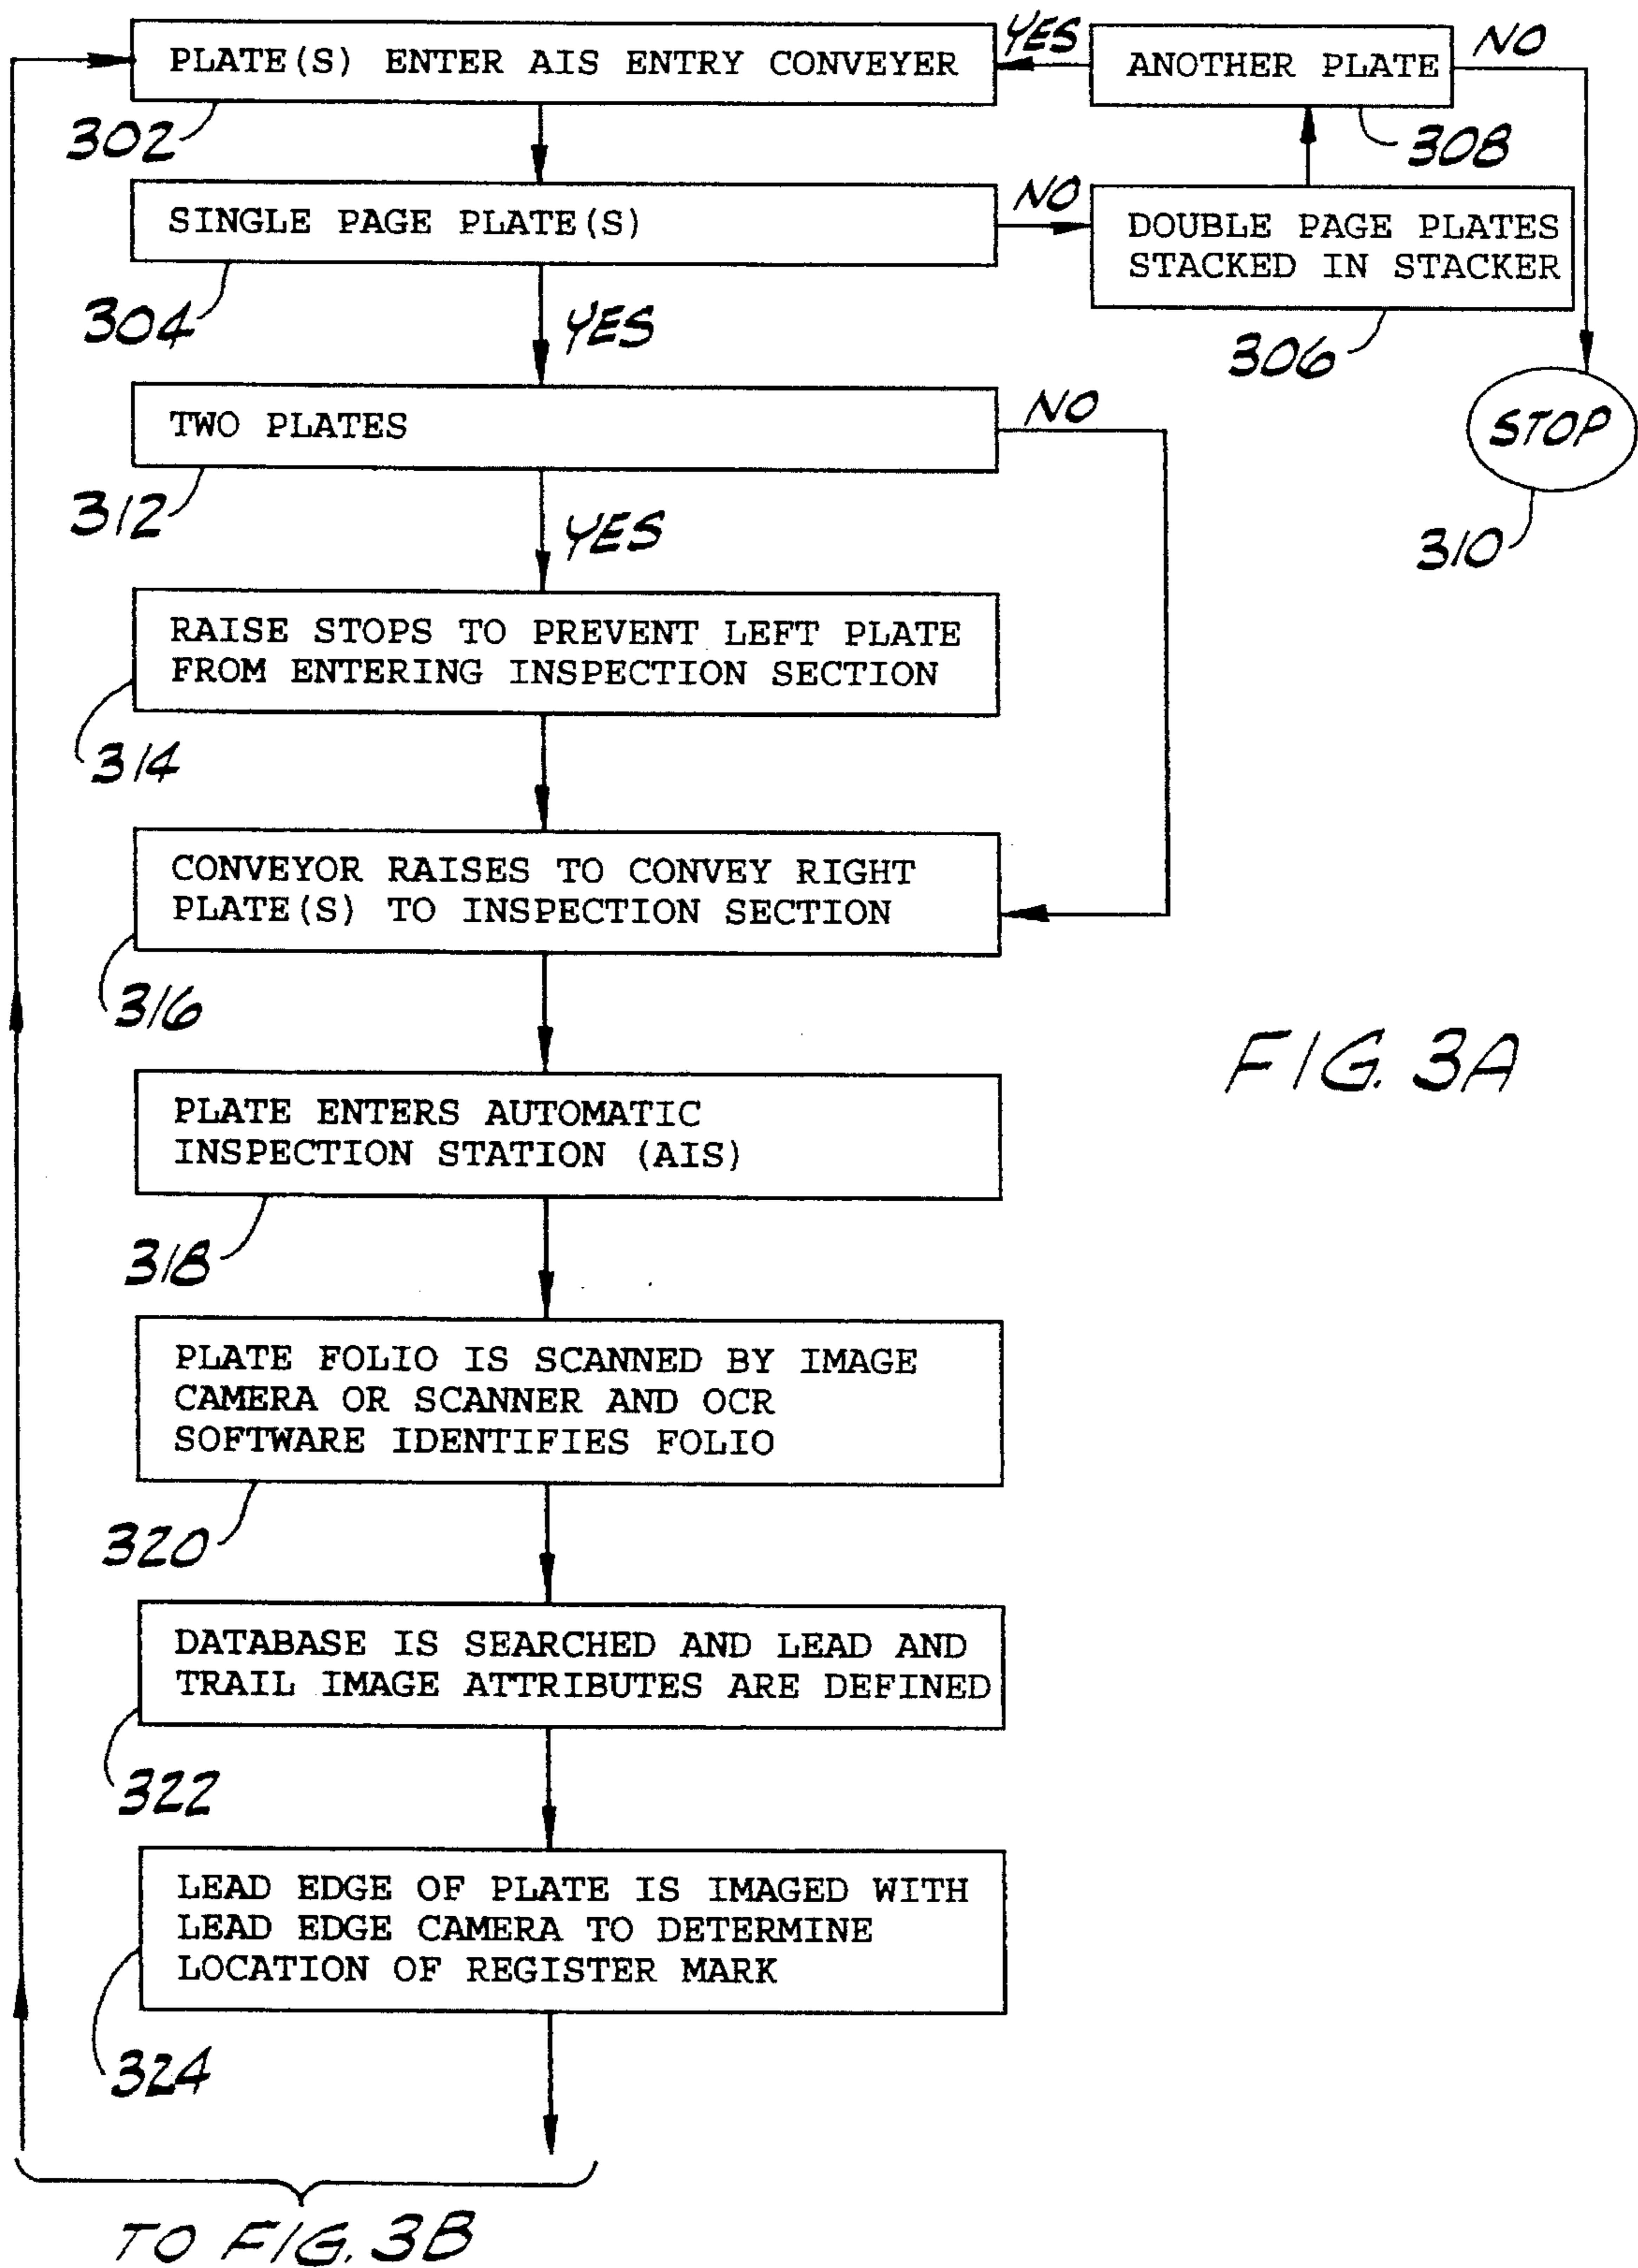 PLATE(S) ENTER AIS ENTRY CONVEYER
YES
ANOTHER PLATE
NO
302
308
SINGLE PAGE PLATE(S)
NO
DOUBLE PAGE PLATES
STACKED IN STACKER
304
YES
306
TWO PLATES
NO
STOP
312
YES
310
RAISE STOPS TO PREVENT LEFT PLATE
FROM ENTERING INSPECTION SECTION
314
CONVEYOR RAISES TO CONVEY RIGHT
PLATE(S) TO INSPECTION SECTION
316
FIG. 3A
PLATE ENTERS AUTOMATIC
INSPECTION STATION (AIS)
318
PLATE FOLIO IS SCANNED BY IMAGE
CAMERA OR SCANNER AND OCR
SOFTWARE IDENTIFIES FOLIO
320
DATABASE IS SEARCHED AND LEAD AND
TRAIL IMAGE ATTRIBUTES ARE DEFINED
322
LEAD EDGE OF PLATE IS IMAGED WITH
LEAD EDGE CAMERA TO DETERMINE
LOCATION OF REGISTER MARK
324
TO FIG. 3B